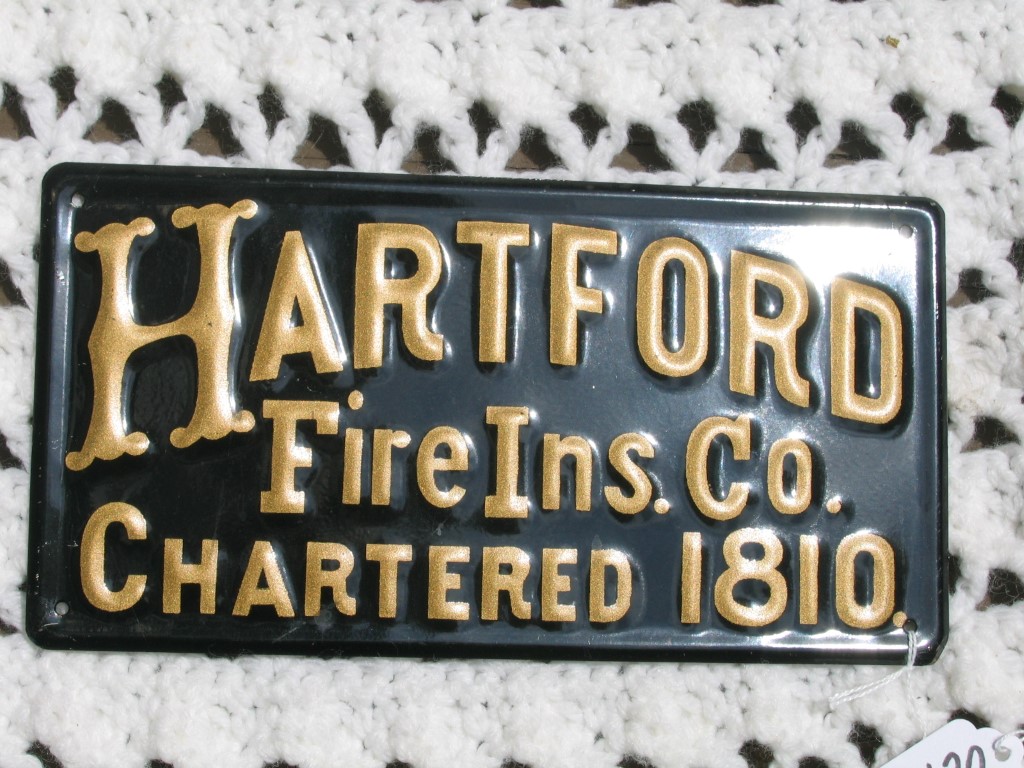 HARTFORD
Fire Ins. Co.
CHARTERED 1810.